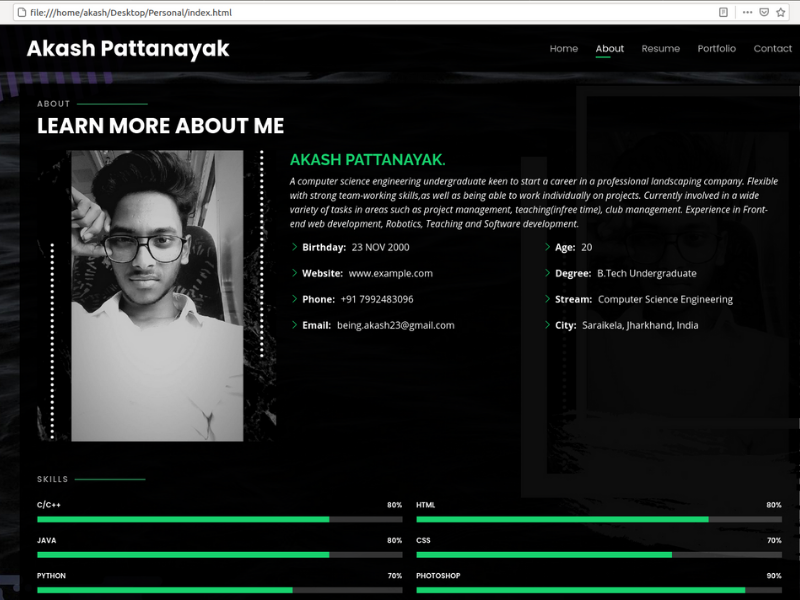 file:///home/akash/Desktop/Personal/index.html
Akash Pattanayak
Home About Resume Portfolio Contact
ABOUT
LEARN MORE ABOUT ME
AKASH PATTANAYAK.
A computer science engineering undergraduate keen to start a career in a professional landscaping company. Flexible
with strong team-working skills,as well as being able to work individually on projects. Currently involved in a wide
variety of tasks in areas such as project management, teaching(infree time), club management. Experience in Front-
end web development, Robotics, Teaching and Software development.
Birthday: 23 NOV 2000 Age: 20
Website: www.example.com Degree: B.Tech Undergraduate
Phone: +91 7992483096 Stream: Computer Science Engineering
Email: being.akash23@gmail.com City: Saraikela, Jharkhand, India
SKILLS
C/C++ 80% HTML 80%
JAVA 80% CSS 70%
PYTHON 70% PHOTOSHOP 90%